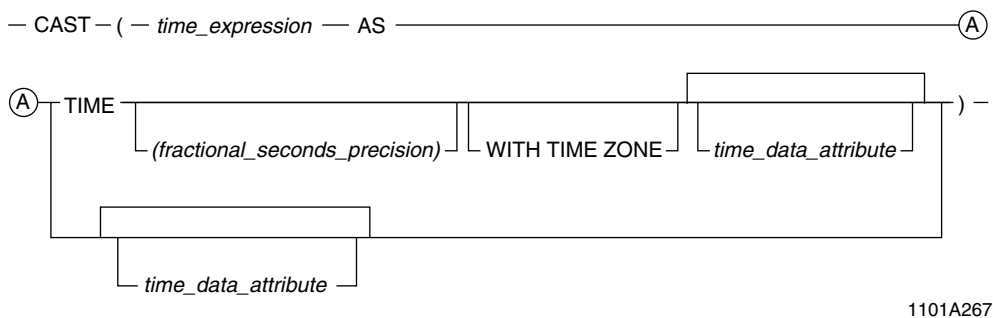 CAST ( time_expression AS A
A TIME )
(fractional_seconds_precision) WITH TIME ZONE time_data_attribute
time_data_attribute
1101A267